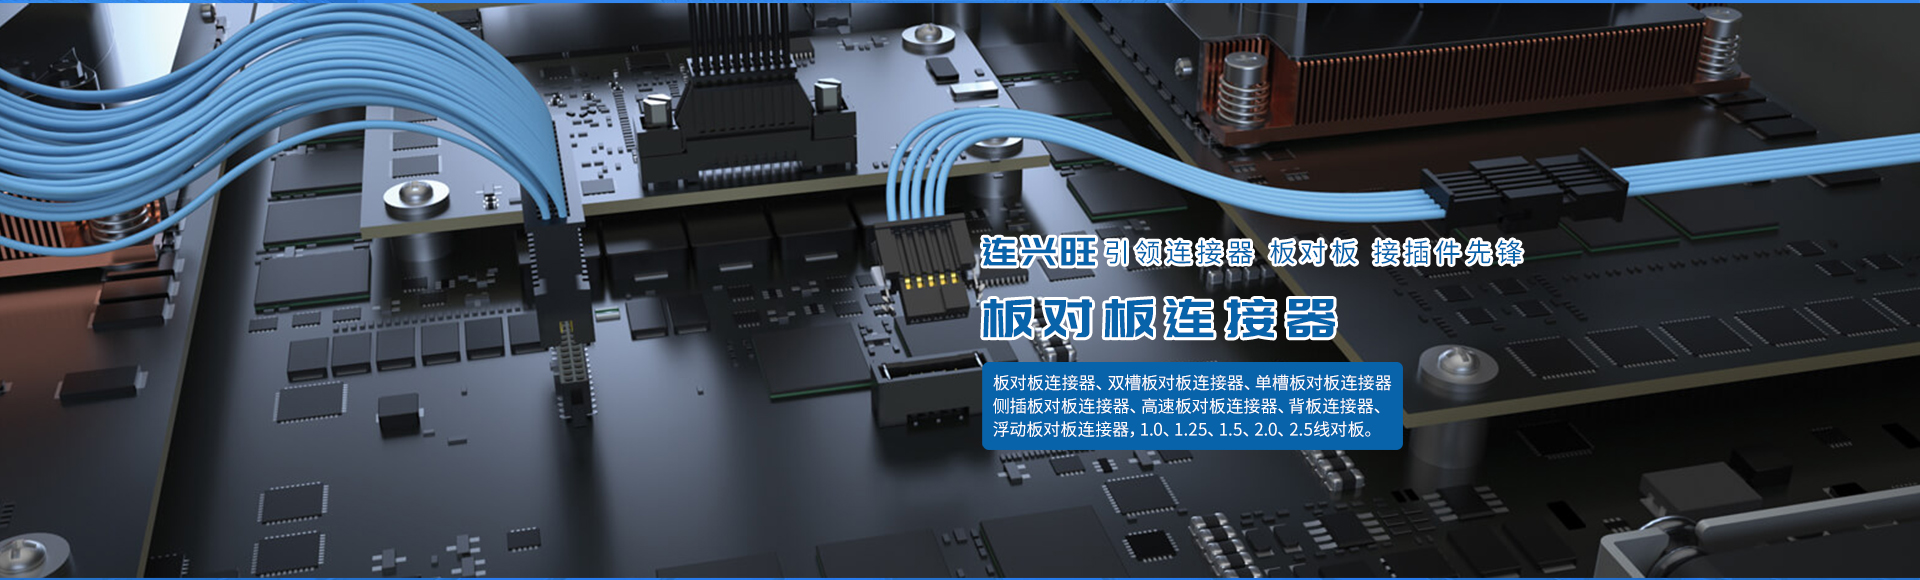 连兴旺引领连接器 板对板 接插件先锋
板对板连接器
板对板连接器、双槽板对板连接器、单槽板对板连接器
侧插板对板连接器、高速板对板连接器、背板连接器、
浮动板对板连接器，1.0、1.25、1.5、2.0、2.5线对板。